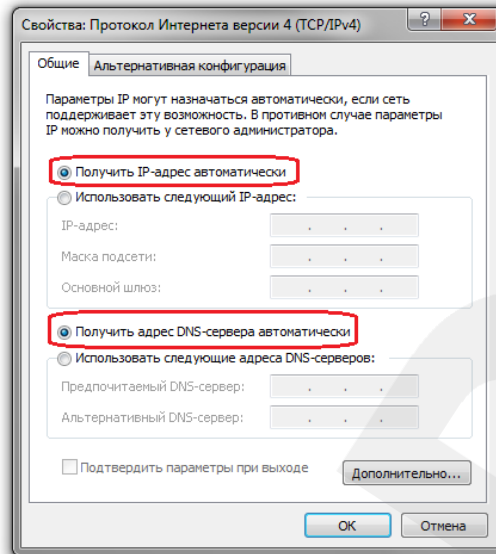 Свойства: Протокол Интернета версии 4 (TCP/IPv4)
Общие
Альтернативная конфигурация
Параметры IP могут назначаться автоматически, если сеть
поддерживает эту возможность. В противном случае параметры
IP можно получить у сетевого администратора.
Получить IP-адрес автоматически
Использовать следующий IP-адрес:
IP-адрес:
Маска подсети:
Основной шлюз:
Получить адрес DNS-сервера автоматически
Использовать следующие адреса DNS-серверов:
Предпочитаемый DNS-сервер:
Альтернативный DNS-сервер:
Подтвердить параметры при выходе
Дополнительно...
OK
Отмена